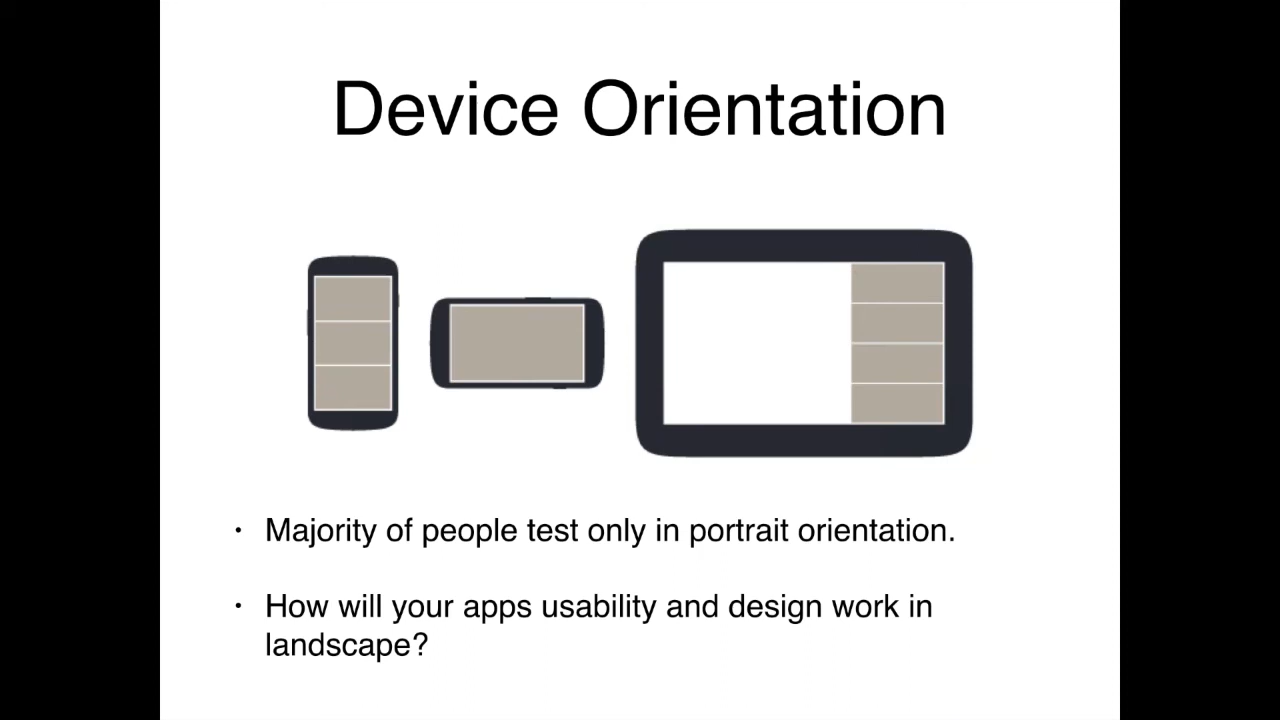 Device Orientation
• Majority of people test only in portrait orientation.
• How will your apps usability and design work in
landscape?